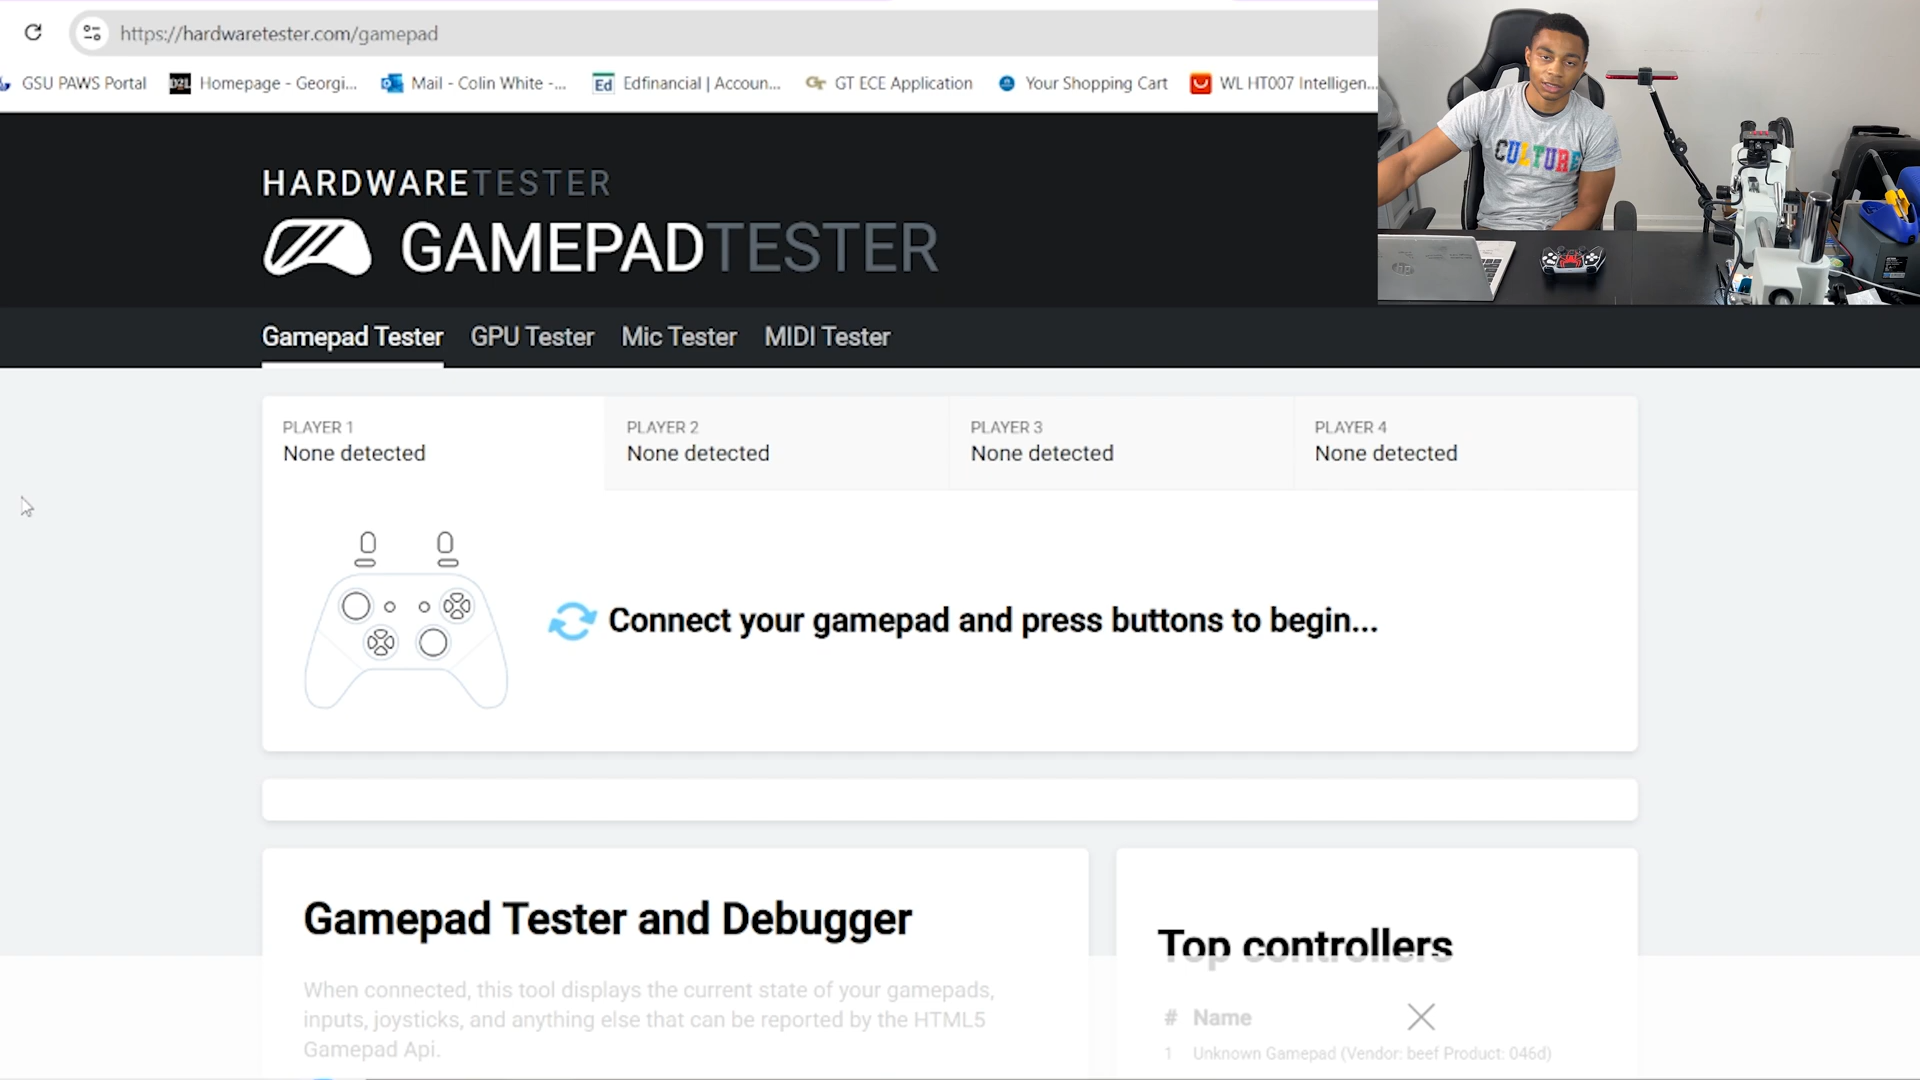 https://hardwaretester.com/gamepad
GSU PAWS Portal D2L Homepage - Georgi... Mail - Colin White -... Ed Edfinancial | Accoun... GT GT ECE Application Your Shopping Cart WL HT007 Intelligen...
CULTURE
hp
HARDWARETESTER
GAMEPADTESTER
Gamepad Tester GPU Tester Mic Tester MIDI Tester
PLAYER 1 PLAYER 2 PLAYER 3 PLAYER 4
None detected None detected None detected None detected
Connect your gamepad and press buttons to begin...
Gamepad Tester and Debugger
When connected, this tool displays the current state of your gamepads,
inputs, joysticks, and anything else that can be reported by the HTML5
Gamepad Api.
Top controllers
# Name
1 Unknown Gamepad (Vendor: beef Product: 046d)